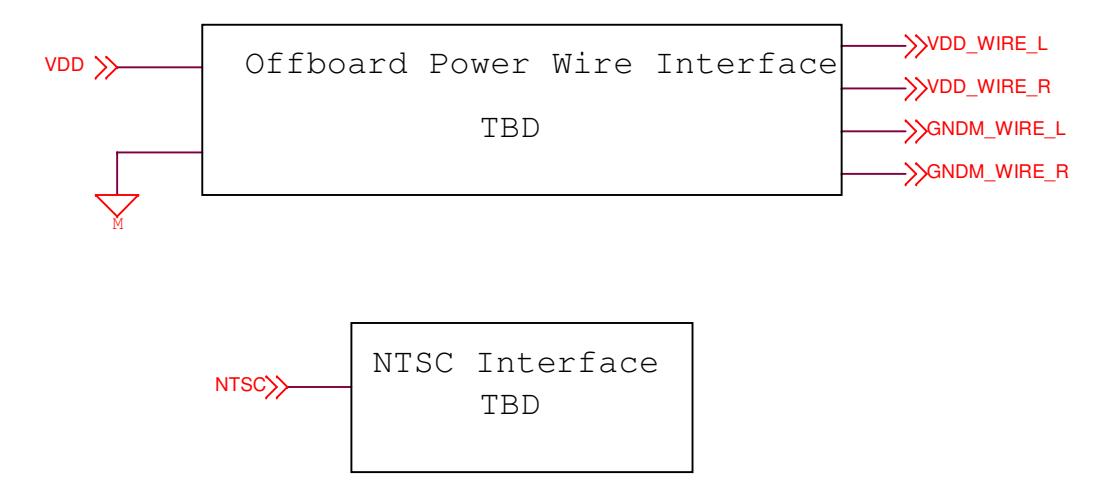 VDD
Offboard Power Wire Interface
TBD
VDD_WIRE_L
VDD_WIRE_R
GNDM_WIRE_L
GNDM_WIRE_R
M
NTSC
NTSC Interface
TBD